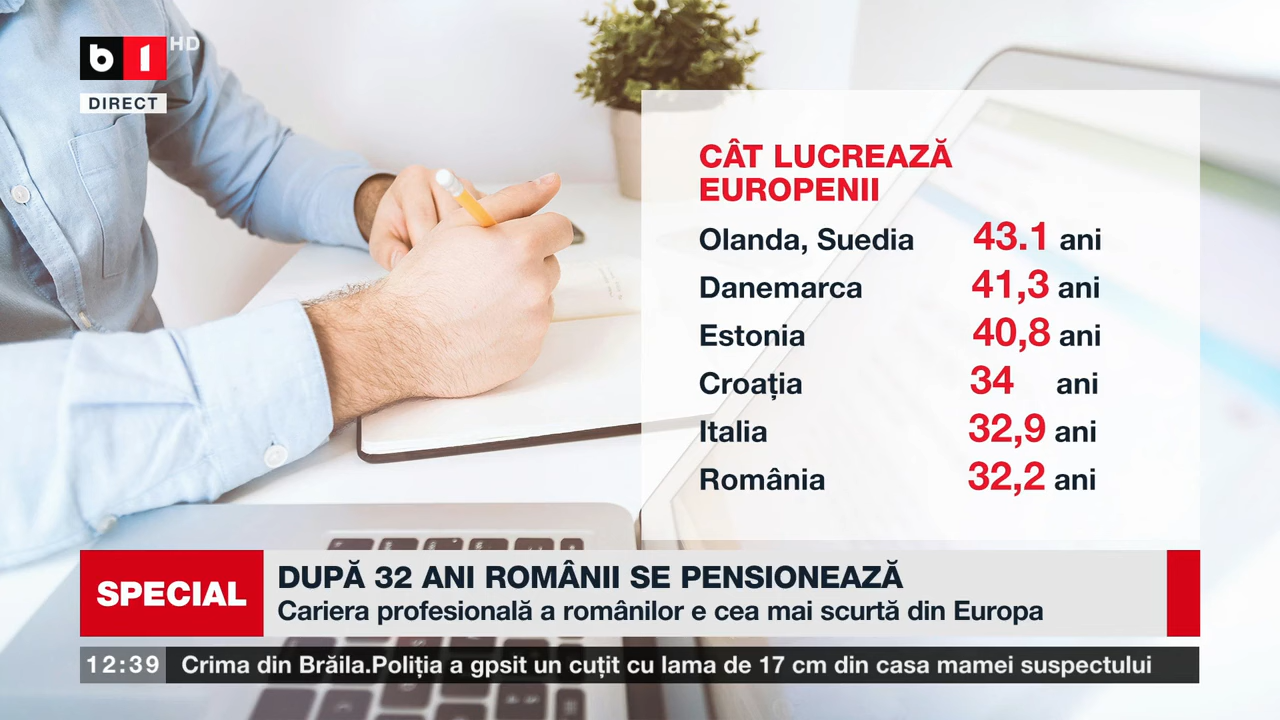 b1 HD
DIRECT
CÂT LUCREAZĂ
EUROPENII
Olanda, Suedia 43.1 ani
Danemarca 41,3 ani
Estonia 40,8 ani
Croația 34 ani
Italia 32,9 ani
România 32,2 ani
SPECIAL
DUPĂ 32 ANI ROMÂNII SE PENSIONEAZĂ
Cariera profesională a românilor e cea mai scurtă din Europa
12:39 Crima din Brăila.Poliția a gpsit un cuțit cu lama de 17 cm din casa mamei suspectului